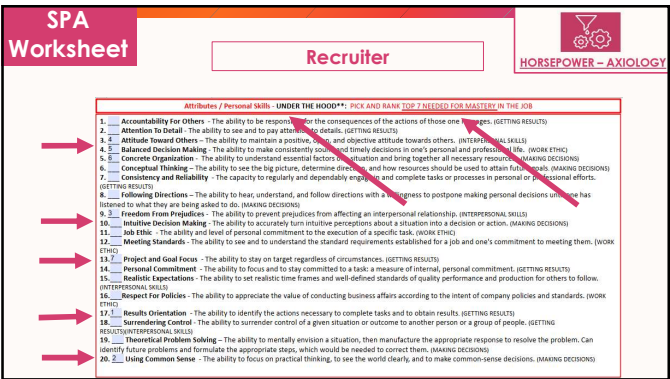 SPA
Worksheet
Recruiter
HORSEPOWER – AXIOLOGY
Attributes / Personal Skills - UNDER THE HOOD**: PICK AND RANK TOP 7 NEEDED FOR MASTERY IN THE JOB
1. ___ Accountability For Others - The ability to be for the consequences of the actions of those one (GETTING RESULTS)
2. ___ Attention To Detail - The ability to see and to pay details. (GETTING RESULTS)
3. 4 Attitude Toward Others – The ability to maintain a positive, and objective attitude towards others. (INTERPERSONAL SKILLS)
4. 5 Balanced Decision Making - The ability to make consistently sound timely decisions in one's personal and professional life. (WORK ETHIC)
5. 6 Concrete Organization - The ability to understand essential factors situation and bring together all necessary (MAKING DECISIONS)
6. ___ Conceptual Thinking – The ability to see the big picture, determine and how resources should be used to attain future (MAKING DECISIONS)
7. ___ Consistency and Reliability - The capacity to regularly and dependably in and complete tasks or processes in personal or efforts.
(GETTING RESULTS)
8. ___ Following Directions – The ability to hear, understand, and follow directions with a to postpone making personal decisions has
listened to what they are being asked to do. (MAKING DECISIONS)
9. 3 Freedom From Prejudices - The ability to prevent prejudices from affecting an interpersonal relationship. (INTERPERSONAL SKILLS)
10. ___ Intuitive Decision Making - The ability to accurately turn intuitive perceptions about a situation into a decision or action. (MAKING DECISIONS)
11. ___ Job Ethic - The ability and level of personal commitment to the execution of a specific task. (WORK ETHIC)
12. ___ Meeting Standards - The ability to see and to understand the standard requirements established for a job and one's commitment to meeting them. (WORK
ETHIC)
13. 7 Project and Goal Focus - The ability to stay on target regardless of circumstances. (GETTING RESULTS)
14. ___ Personal Commitment - The ability to focus and to stay committed to a task: a measure of internal, personal commitment. (GETTING RESULTS)
15. ___ Realistic Expectations - The ability to set realistic time frames and well-defined standards of quality performance and production for others to follow.
(INTERPERSONAL SKILLS)
16. ___ Respect For Policies - The ability to appreciate the value of conducting business affairs according to the intent of company policies and standards. (WORK
ETHIC)
17. 1 Results Orientation - The ability to identify the actions necessary to complete tasks and to obtain results. (GETTING RESULTS)
18. ___ Surrendering Control - The ability to surrender control of a given situation or outcome to another person or a group of people. (GETTING
RESULTS)(INTERPERSONAL SKILLS)
19. ___ Theoretical Problem Solving – The ability to mentally envision a situation, then manufacture the appropriate response to resolve the problem. Can
identify future problems and formulate the appropriate steps, which would be needed to correct them. (MAKING DECISIONS)
20. 2 Using Common Sense - The ability to focus on practical thinking, to see the world clearly, and to make common-sense decisions. (MAKING DECISIONS)